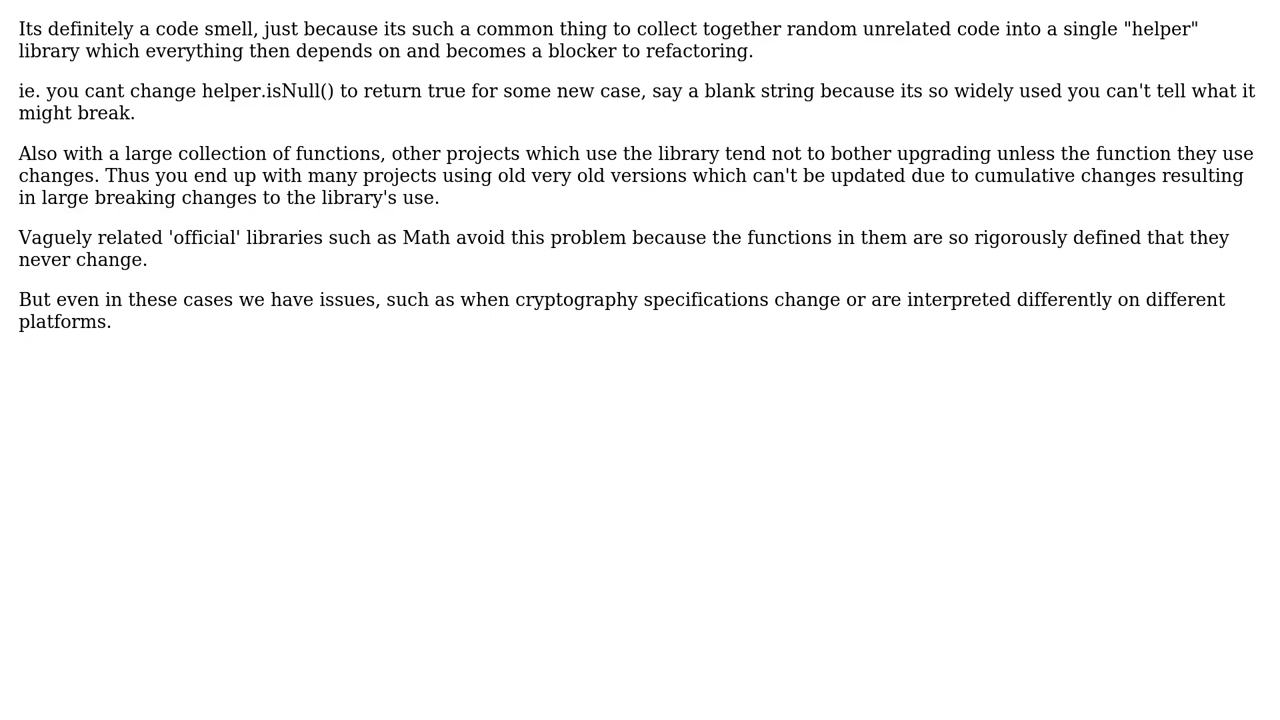 Its definitely a code smell, just because its such a common thing to collect together random unrelated code into a single "helper"
library which everything then depends on and becomes a blocker to refactoring.
ie. you cant change helper.isNull() to return true for some new case, say a blank string because its so widely used you can't tell what it
might break.
Also with a large collection of functions, other projects which use the library tend not to bother upgrading unless the function they use
changes. Thus you end up with many projects using old very old versions which can't be updated due to cumulative changes resulting
in large breaking changes to the library's use.
Vaguely related 'official' libraries such as Math avoid this problem because the functions in them are so rigorously defined that they
never change.
But even in these cases we have issues, such as when cryptography specifications change or are interpreted differently on different
platforms.